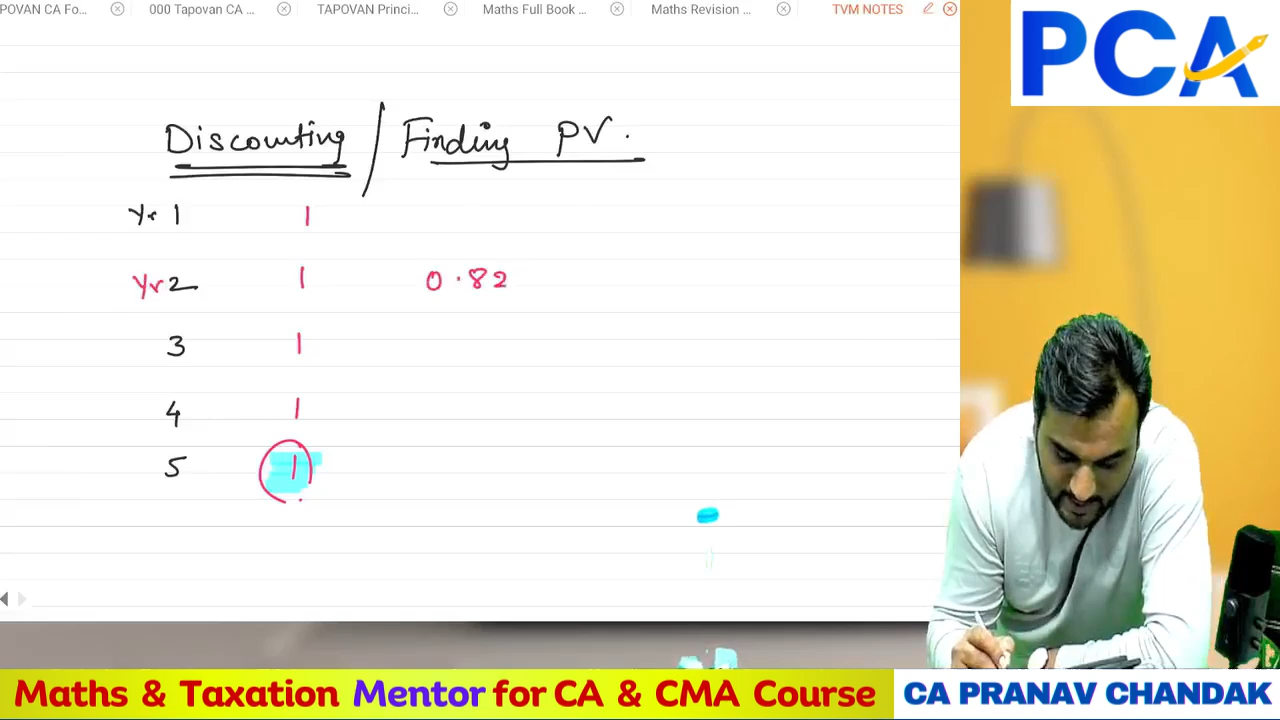 POVAN CA Fo...
000 Tapovan CA ...
TAPOVAN Princi...
Maths Full Book ...
Maths Revision ...
TVM NOTES
PCA
Discounting / Finding PV.
Yr 1 1
Yr 2 1 0.82
3 1
4 1
5 1
Maths & Taxation Mentor for CA & CMA Course
CA PRANAV CHANDAK